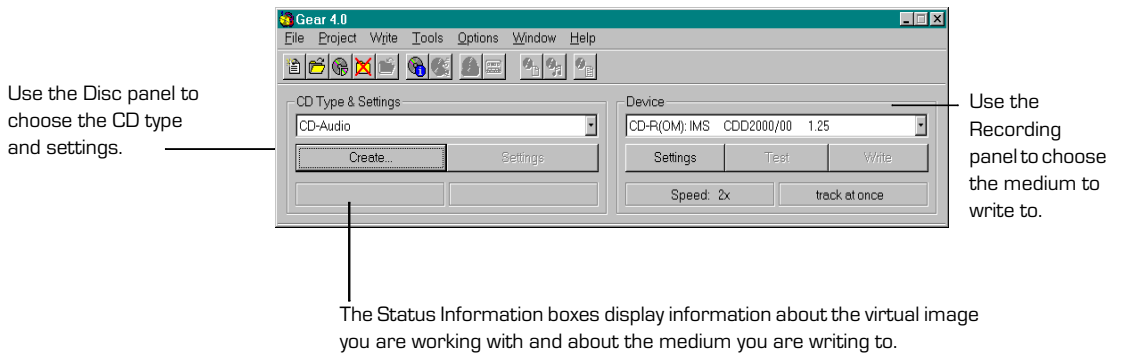 Gear 4.0
File Project Write Tools Options Window Help
Use the Disc panel to
choose the CD type
and settings.
CD Type & Settings
CD-Audio
Create...
Settings
Device
CD-R(OM): IMS CDD2000/00 1.25
Settings
Test
Write
Speed: 2x
track at once
Use the
Recording
panel to choose
the medium to
write to.
The Status Information boxes display information about the virtual image
you are working with and about the medium you are writing to.